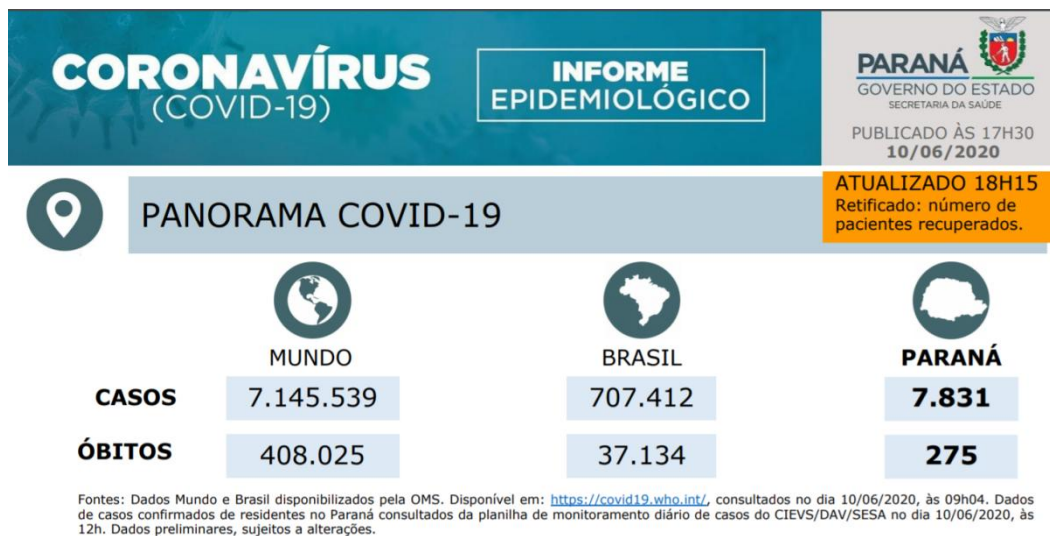 CORONAVÍRUS
(COVID-19)
INFORME
EPIDEMIOLÓGICO
PARANÁ
GOVERNO DO ESTADO
SECRETARIA DA SAÚDE
PUBLICADO ÀS 17H30
10/06/2020
ATUALIZADO 18H15
Retificado: número de
pacientes recuperados.
PANORAMA COVID-19
MUNDO BRASIL PARANÁ
CASOS 7.145.539 707.412 7.831
ÓBITOS 408.025 37.134 275
Fontes: Dados Mundo e Brasil disponibilizados pela OMS. Disponível em: https://covid19.who.int/, consultados no dia 10/06/2020, às 09h04. Dados
de casos confirmados de residentes no Paraná consultados da planilha de monitoramento diário de casos do CIEVS/DAV/SESA no dia 10/06/2020, às
12h. Dados preliminares, sujeitos a alterações.